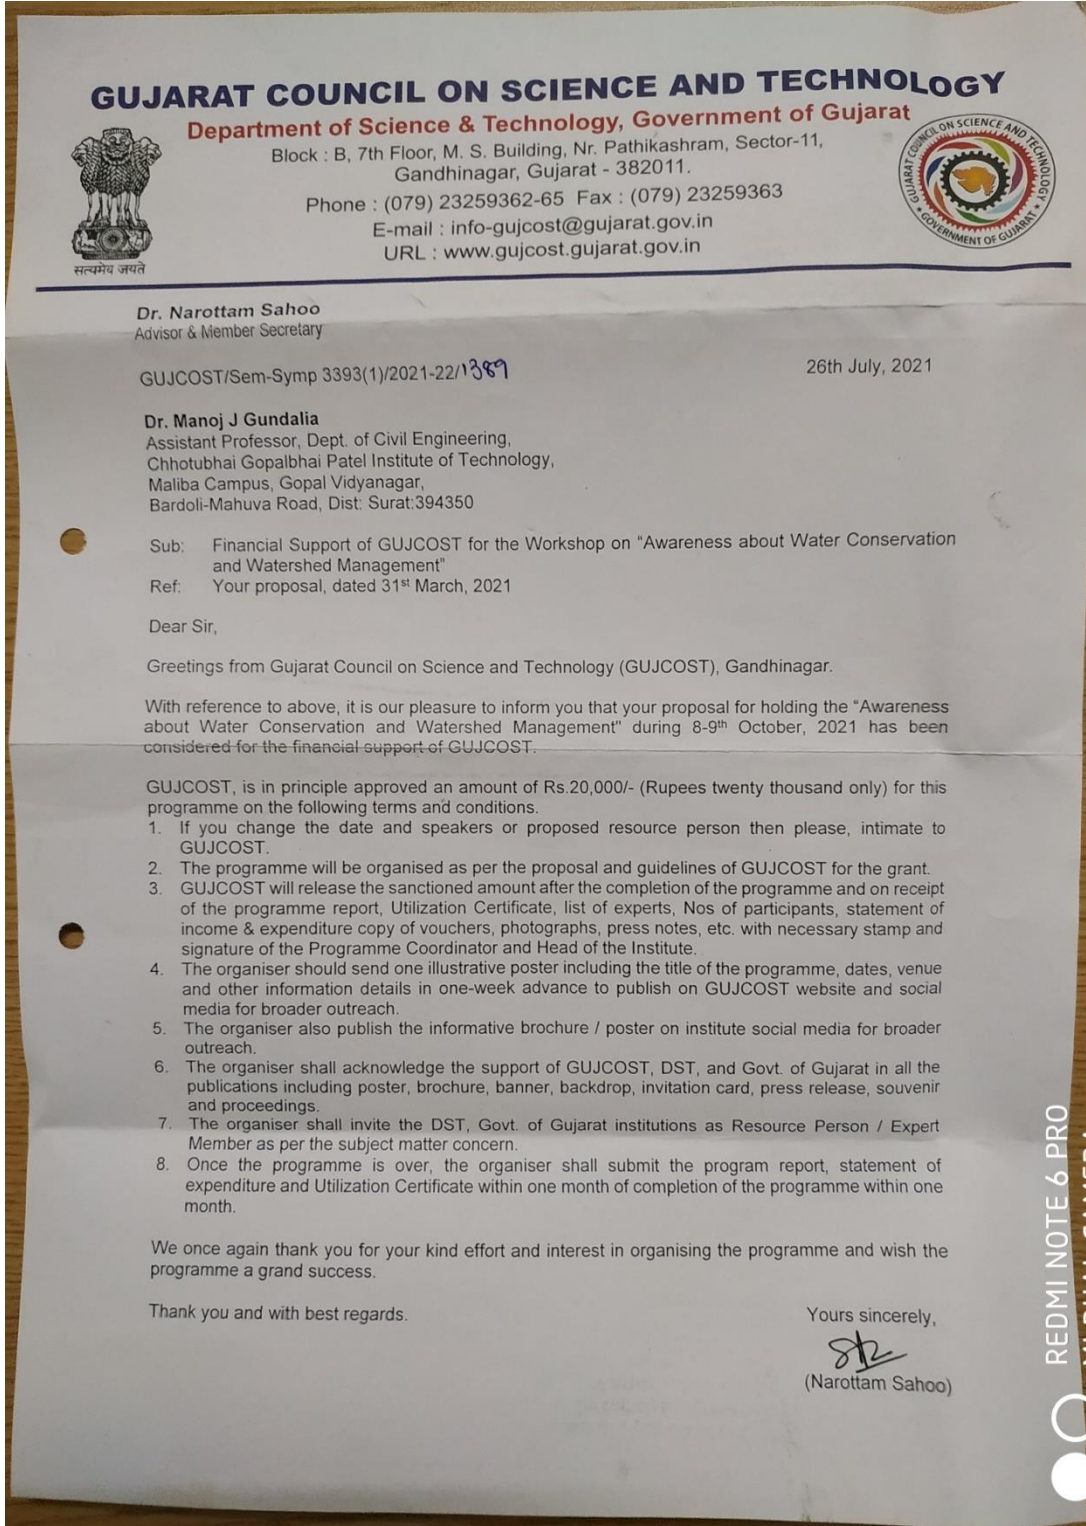 GUJARAT COUNCIL ON SCIENCE AND TECHNOLOGY
Department of Science & Technology, Government of Gujarat
Block : B, 7th Floor, M. S. Building, Nr. Pathikashram, Sector-11,
Gandhinagar, Gujarat - 382011.
Phone : (079) 23259362-65 Fax : (079) 23259363
E-mail : info-gujcost@gujarat.gov.in
URL : www.gujcost.gujarat.gov.in
सत्यमेव जयते
GUJARAT COUNCIL ON SCIENCE AND TECHNOLOGY
GOVERNMENT OF GUJARAT
Dr. Narottam Sahoo
Advisor & Member Secretary
GUJCOST/Sem-Symp 3393(1)/2021-22/1389
26th July, 2021
Dr. Manoj J Gundalia
Assistant Professor, Dept. of Civil Engineering,
Chhotubhai Gopalbhai Patel Institute of Technology,
Maliba Campus, Gopal Vidyanagar,
Bardoli-Mahuva Road, Dist: Surat:394350
Sub: Financial Support of GUJCOST for the Workshop on “Awareness about Water Conservation
and Watershed Management”
Ref: Your proposal, dated 31st March, 2021
Dear Sir,
Greetings from Gujarat Council on Science and Technology (GUJCOST), Gandhinagar.
With reference to above, it is our pleasure to inform you that your proposal for holding the “Awareness
about Water Conservation and Watershed Management” during 8-9th October, 2021 has been
considered for the financial support of GUJCOST.
GUJCOST, is in principle approved an amount of Rs.20,000/- (Rupees twenty thousand only) for this
programme on the following terms and conditions.
1. If you change the date and speakers or proposed resource person then please, intimate to
GUJCOST.
2. The programme will be organised as per the proposal and guidelines of GUJCOST for the grant.
3. GUJCOST will release the sanctioned amount after the completion of the programme and on receipt
of the programme report, Utilization Certificate, list of experts, Nos of participants, statement of
income & expenditure copy of vouchers, photographs, press notes, etc. with necessary stamp and
signature of the Programme Coordinator and Head of the Institute.
4. The organiser should send one illustrative poster including the title of the programme, dates, venue
and other information details in one-week advance to publish on GUJCOST website and social
media for broader outreach.
5. The organiser also publish the informative brochure / poster on institute social media for broader
outreach.
6. The organiser shall acknowledge the support of GUJCOST, DST, and Govt. of Gujarat in all the
publications including poster, brochure, banner, backdrop, invitation card, press release, souvenir
and proceedings.
7. The organiser shall invite the DST, Govt. of Gujarat institutions as Resource Person / Expert
Member as per the subject matter concern.
8. Once the programme is over, the organiser shall submit the program report, statement of
expenditure and Utilization Certificate within one month of completion of the programme within one
month.
We once again thank you for your kind effort and interest in organising the programme and wish the
programme a grand success.
Thank you and with best regards.
Yours sincerely,
(Narottam Sahoo)
REDMI NOTE 6 PRO